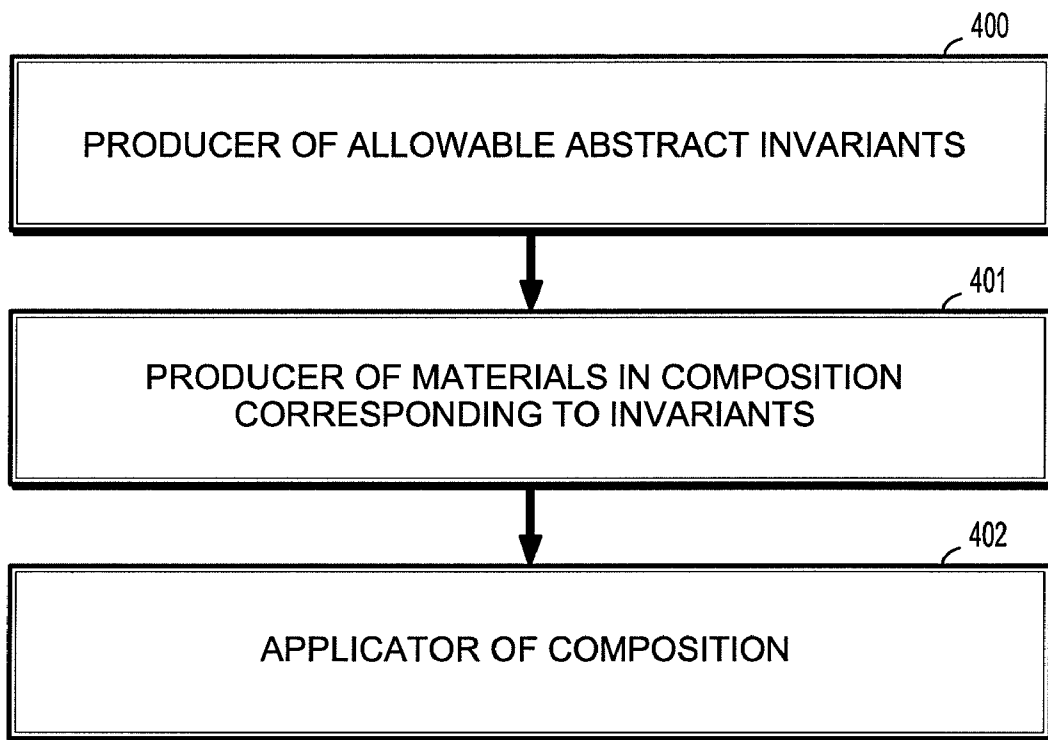 400
PRODUCER OF ALLOWABLE ABSTRACT INVARIANTS
401
PRODUCER OF MATERIALS IN COMPOSITION
CORRESPONDING TO INVARIANTS
402
APPLICATOR OF COMPOSITION